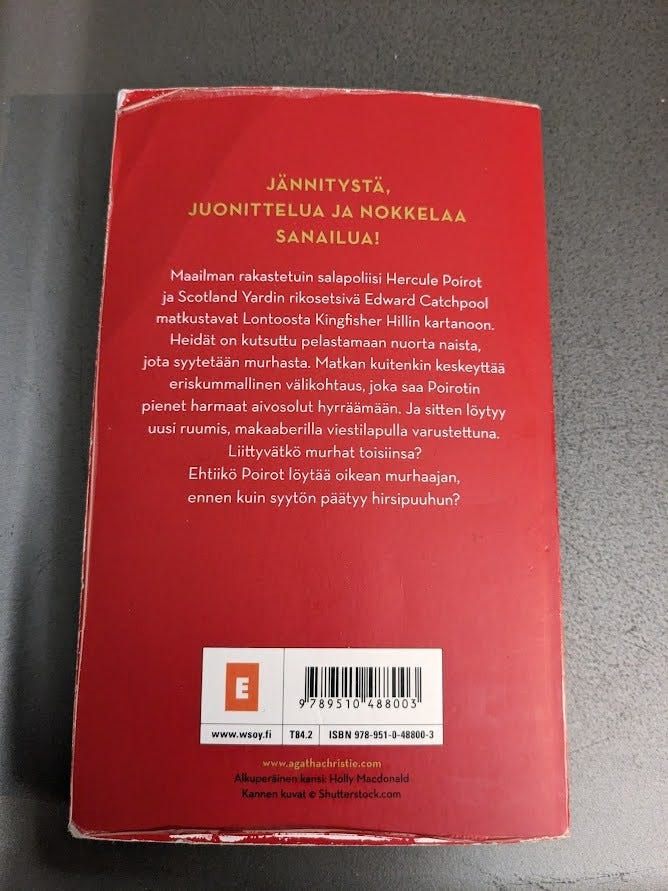 JÄNNITYSTÄ,
JUONITTELUA JA NOKKELAA
SANAILUA!
Maailman rakastetuin salapoliisi Hercule Poirot
ja Scotland Yardin rikosetsivä Edward Catchpool
matkustavat Lontoosta Kingfisher Hillin kartanoon.
Heidät on kutsuttu pelastamaan nuorta naista,
jota syytetään murhasta. Matkan kuitenkin keskeyttää
eriskummallinen välikohtaus, joka saa Poirotin
pienet harmaat aivosolut hyrräämään. Ja sitten löytyy
uusi ruumis, makaaberilla viestilapulla varustettuna.
Liittyvätkö murhat toisiinsa?
Ehtiikö Poirot löytää oikean murhaajan,
ennen kuin syytön päätyy hirsipuuhun?
E
9 789510 488003
www.wsoy.fi T84.2 ISBN 978-951-0-48800-3
www.agathachristie.com
Alkuperäinen kansi: Holly Macdonald
Kannen kuvat © Shutterstock.com